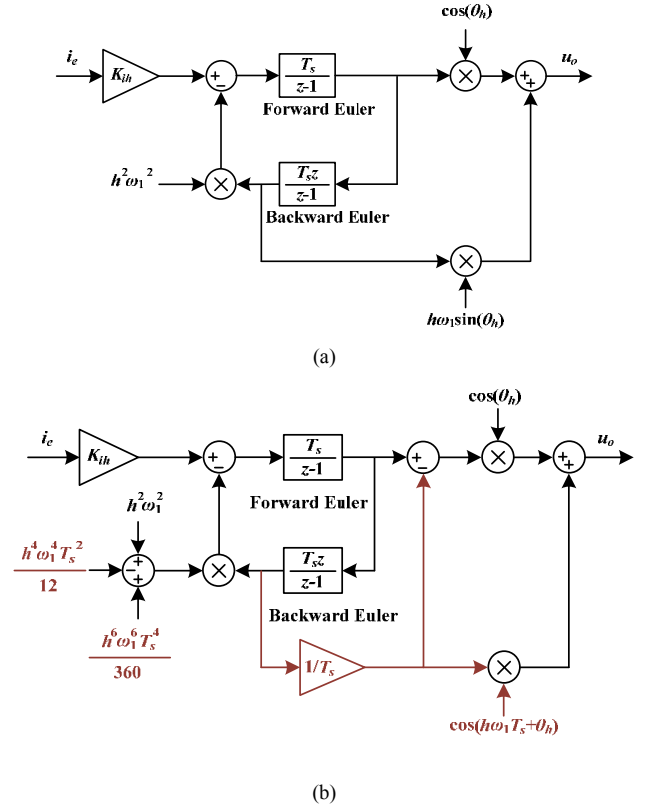 cos(θₕ)
iₑ
Kᵢₕ
+
−
Tₛ
z-1
Forward Euler
×
++
uₒ
h²ω₁²
×
Tₛz
z-1
Backward Euler
×
hω₁sin(θₕ)
(a)
cos(θₕ)
iₑ
Kᵢₕ
+
−
Tₛ
z-1
Forward Euler
+
−
×
++
uₒ
h²ω₁²
h⁴ω₁⁴Tₛ²
12
+
−
+
×
Tₛz
z-1
Backward Euler
h⁶ω₁⁶Tₛ⁴
360
1/Tₛ
×
cos(hω₁Tₛ+θₕ)
(b)